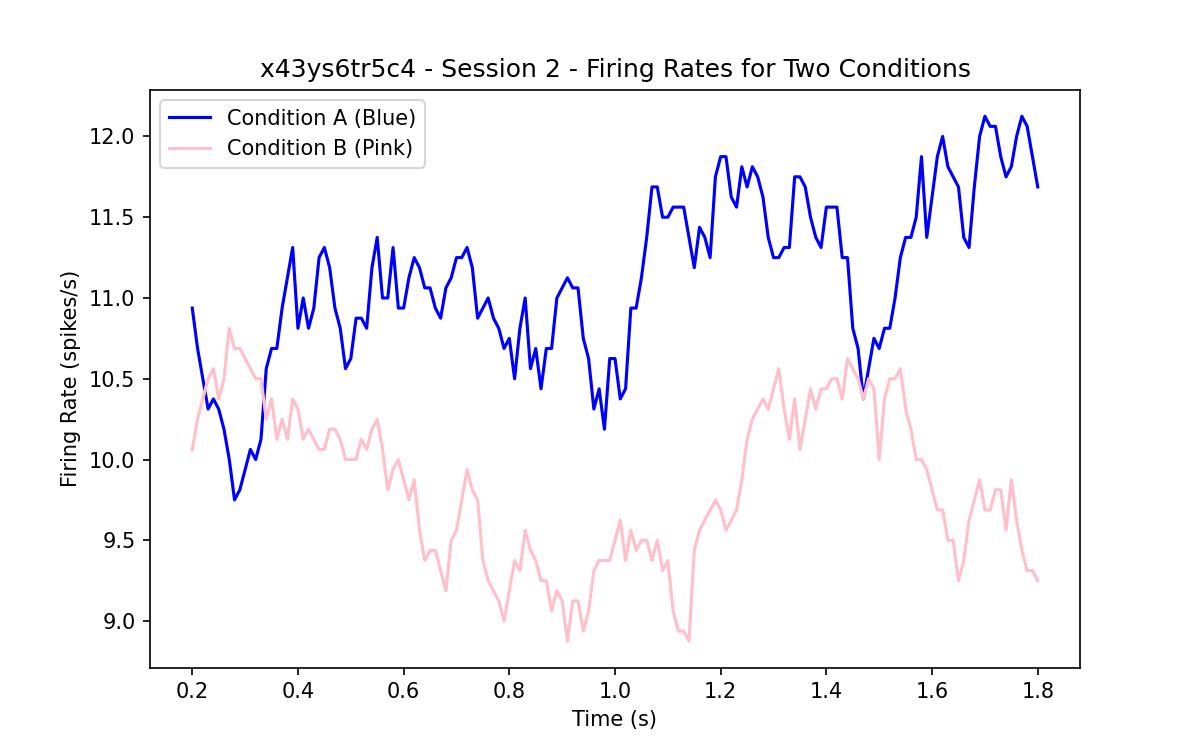 x43ys6tr5c4 - Session 2 - Firing Rates for Two Conditions
Condition A (Blue)
Condition B (Pink)
Firing Rate (spikes/s)
12.0
11.5
11.0
10.5
10.0
9.5
9.0
0.2 0.4 0.6 0.8 1.0 1.2 1.4 1.6 1.8
Time (s)